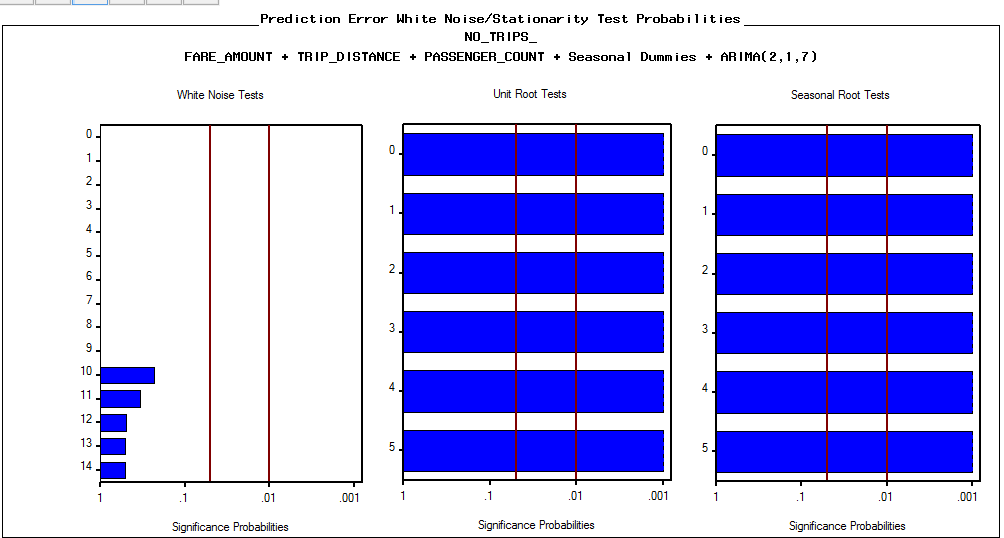 Prediction Error White Noise/Stationarity Test Probabilities
NO_TRIPS_
FARE_AMOUNT + TRIP_DISTANCE + PASSENGER_COUNT + Seasonal Dummies + ARIMA(2,1,7)
White Noise Tests
0
1
2
3
4
5
6
7
8
9
10
11
12
13
14
1 .1 .01 .001
Significance Probabilities
Unit Root Tests
0
1
2
3
4
5
1 .1 .01 .001
Significance Probabilities
Seasonal Root Tests
0
1
2
3
4
5
1 .1 .01 .001
Significance Probabilities